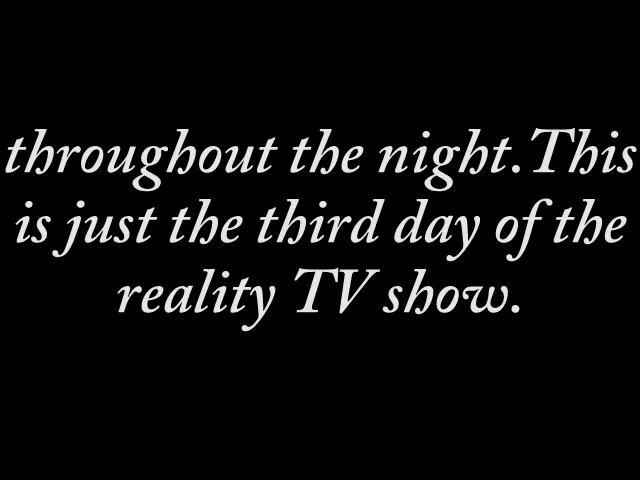 throughout the night.This
is just the third day of the
reality TV show.